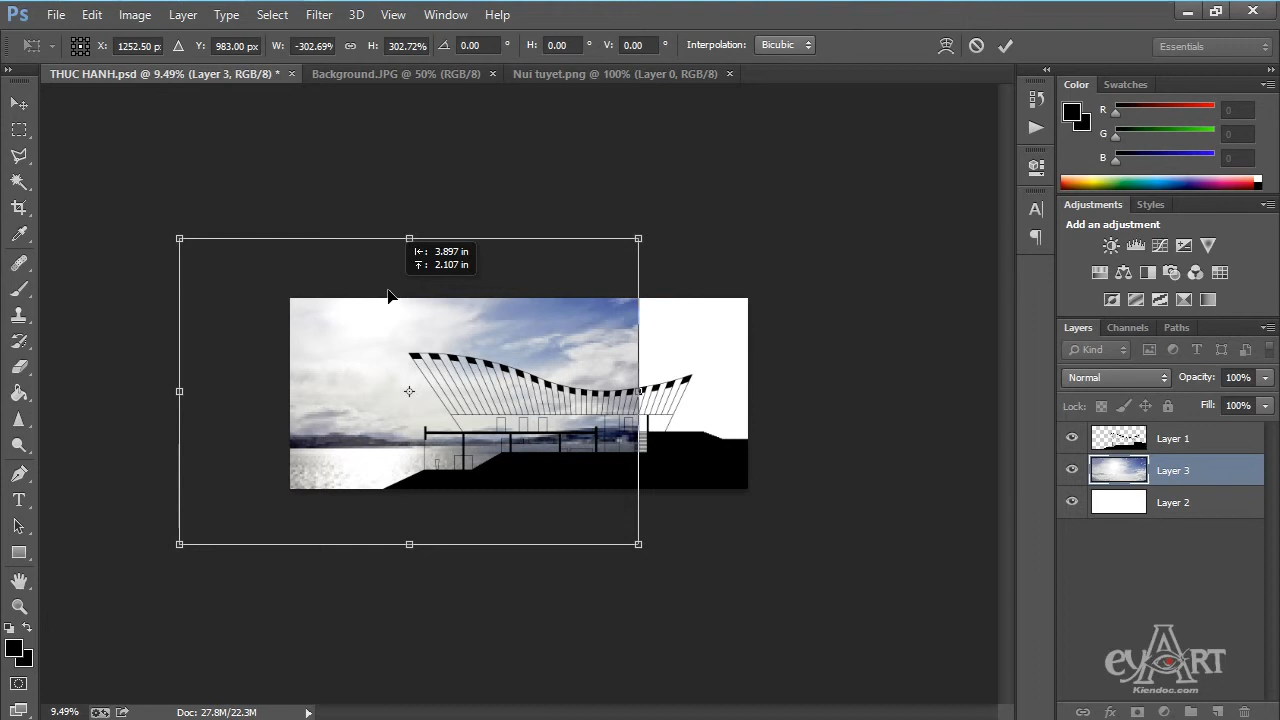 Ps File Edit Image Layer Type Select Filter 3D View Window Help
X: 1252.50 p: Y: 983.00 px W: -302.69% H: 302.72% 0.00 ° H: 0.00 ° V: 0.00 ° Interpolation: Bicubic Essentials
THUC HANH.psd @ 9.49% (Layer 3, RGB/8) * × Background.JPG @ 50% (RGB/8) × Nui tuyet.png @ 100% (Layer 0, RGB/8) ×
Color Swatches
R 0
G 0
B 0
Adjustments Styles
Add an adjustment
3.897 in
2.107 in
Layers Channels Paths
Kind
Normal Opacity: 100%
Lock: Fill: 100%
Layer 1
Layer 3
Layer 2
eyART
Kiendoc.com
9.49% Doc: 27.8M/22.3M